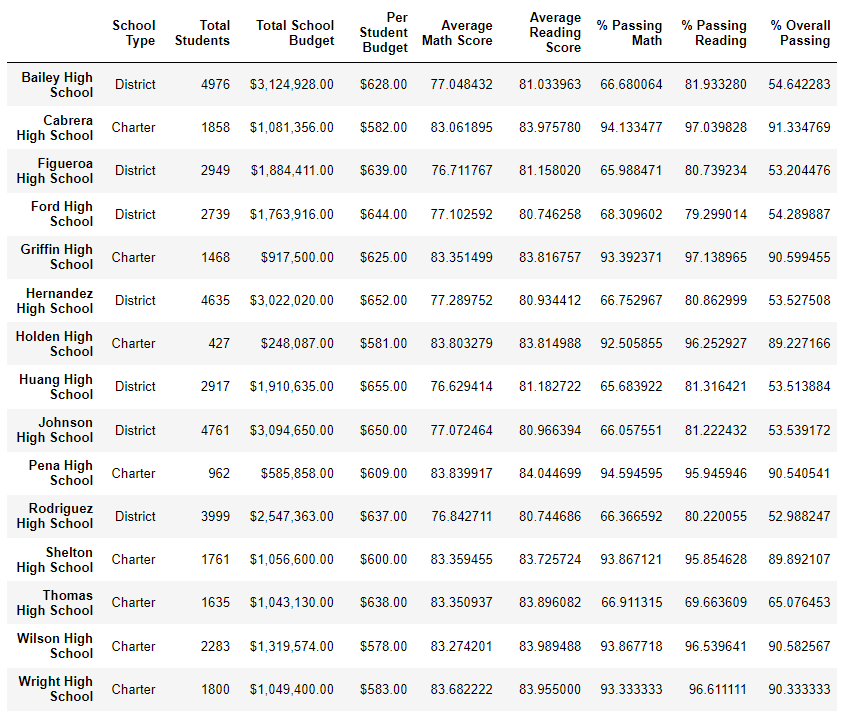 School Type Total Students Total School Budget Per Student Budget Average Math Score Average Reading Score % Passing Math % Passing Reading % Overall Passing
Bailey High School District 4976 $3,124,928.00 $628.00 77.048432 81.033963 66.680064 81.933280 54.642283
Cabrera High School Charter 1858 $1,081,356.00 $582.00 83.061895 83.975780 94.133477 97.039828 91.334769
Figueroa High School District 2949 $1,884,411.00 $639.00 76.711767 81.158020 65.988471 80.739234 53.204476
Ford High School District 2739 $1,763,916.00 $644.00 77.102592 80.746258 68.309602 79.299014 54.289887
Griffin High School Charter 1468 $917,500.00 $625.00 83.351499 83.816757 93.392371 97.138965 90.599455
Hernandez High School District 4635 $3,022,020.00 $652.00 77.289752 80.934412 66.752967 80.862999 53.527508
Holden High School Charter 427 $248,087.00 $581.00 83.803279 83.814988 92.505855 96.252927 89.227166
Huang High School District 2917 $1,910,635.00 $655.00 76.629414 81.182722 65.683922 81.316421 53.513884
Johnson High School District 4761 $3,094,650.00 $650.00 77.072464 80.966394 66.057551 81.222432 53.539172
Pena High School Charter 962 $585,858.00 $609.00 83.839917 84.044699 94.594595 95.945946 90.540541
Rodriguez High School District 3999 $2,547,363.00 $637.00 76.842711 80.744686 66.366592 80.220055 52.988247
Shelton High School Charter 1761 $1,056,600.00 $600.00 83.359455 83.725724 93.867121 95.854628 89.892107
Thomas High School Charter 1635 $1,043,130.00 $638.00 83.350937 83.896082 66.911315 69.663609 65.076453
Wilson High School Charter 2283 $1,319,574.00 $578.00 83.274201 83.989488 93.867718 96.539641 90.582567
Wright High School Charter 1800 $1,049,400.00 $583.00 83.682222 83.955000 93.333333 96.611111 90.333333